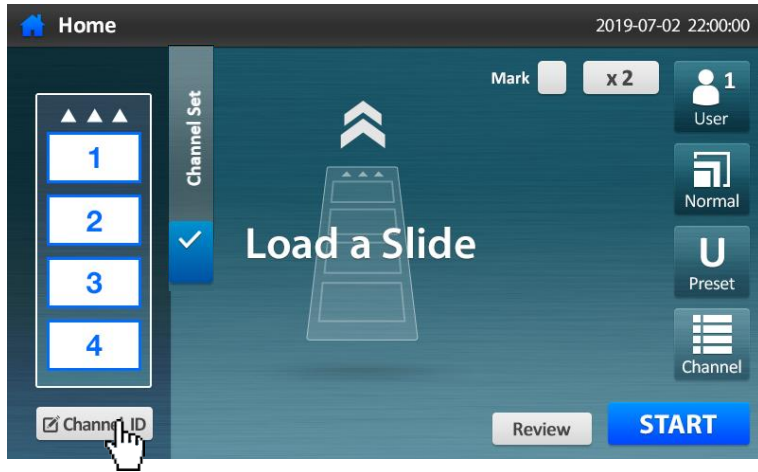 Home
2019-07-02 22:00:00
Mark
x 2
1
User
Channel Set
1
2
3
4
Load a Slide
Normal
U
Preset
Channel
Channel ID
Review
START